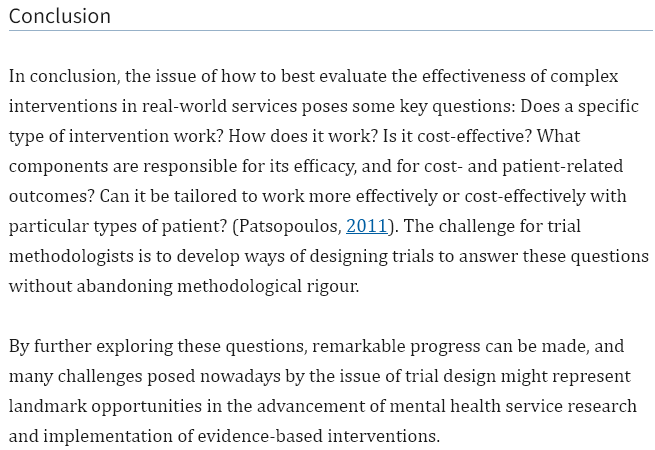 Conclusion
In conclusion, the issue of how to best evaluate the effectiveness of complex
interventions in real-world services poses some key questions: Does a specific
type of intervention work? How does it work? Is it cost-effective? What
components are responsible for its efficacy, and for cost- and patient-related
outcomes? Can it be tailored to work more effectively or cost-effectively with
particular types of patient? (Patsopoulos, 2011). The challenge for trial
methodologists is to develop ways of designing trials to answer these questions
without abandoning methodological rigour.
By further exploring these questions, remarkable progress can be made, and
many challenges posed nowadays by the issue of trial design might represent
landmark opportunities in the advancement of mental health service research
and implementation of evidence-based interventions.